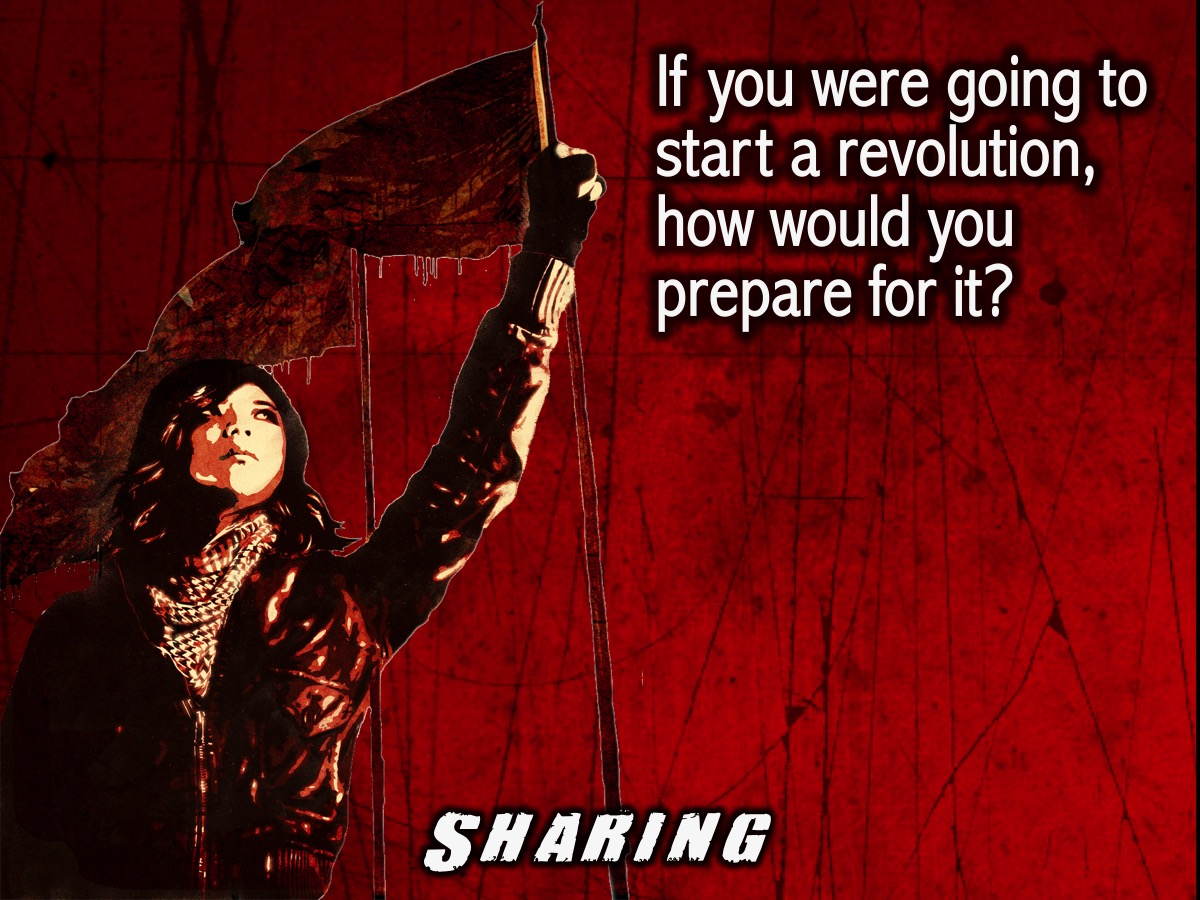 If you were going to
start a revolution,
how would you
prepare for it?
SHARING